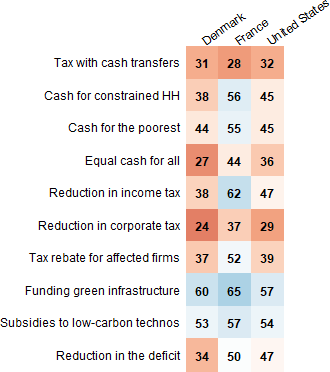 Denmark France United States
Tax with cash transfers 31 28 32
Cash for constrained HH 38 56 45
Cash for the poorest 44 55 45
Equal cash for all 27 44 36
Reduction in income tax 38 62 47
Reduction in corporate tax 24 37 29
Tax rebate for affected firms 37 52 39
Funding green infrastructure 60 65 57
Subsidies to low-carbon technos 53 57 54
Reduction in the deficit 34 50 47